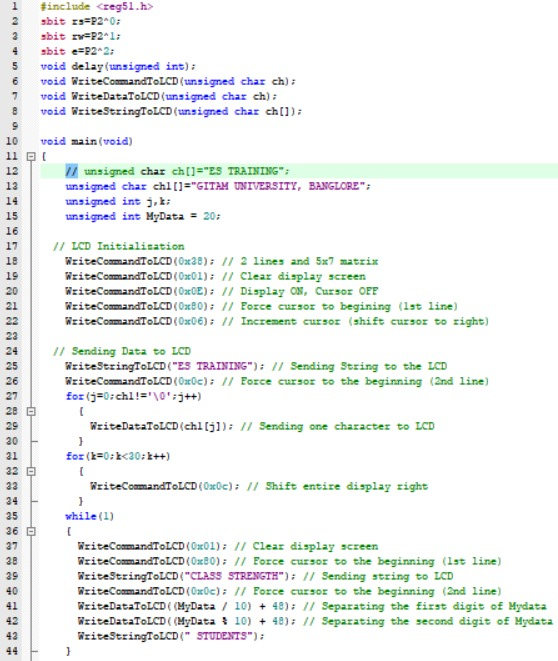 1 #include <reg51.h>
2 sbit rs=P2^0;
3 sbit rw=P2^1;
4 sbit e=P2^2;
5 void delay(unsigned int);
6 void WriteCommandToLCD(unsigned char ch);
7 void WriteDataToLCD(unsigned char ch);
8 void WriteStringToLCD(unsigned char ch[]);
9
10 void main(void)
11 {
12 // unsigned char ch[]="ES TRAINING";
13 unsigned char ch1[]="GITAM UNIVERSITY, BANGLORE";
14 unsigned int j,k;
15 unsigned int MyData = 20;
16
17 // LCD Initialization
18 WriteCommandToLCD(0x38); // 2 lines and 5x7 matrix
19 WriteCommandToLCD(0x01); // Clear display screen
20 WriteCommandToLCD(0x0E); // Display ON, Cursor OFF
21 WriteCommandToLCD(0x80); // Force cursor to begining (1st line)
22 WriteCommandToLCD(0x06); // Increment cursor (shift cursor to right)
23
24 // Sending Data to LCD
25 WriteStringToLCD("ES TRAINING"); // Sending String to the LCD
26 WriteCommandToLCD(0x0c); // Force cursor to the beginning (2nd line)
27 for(j=0;ch1!='\0';j++)
28 {
29 WriteDataToLCD(ch1[j]); // Sending one character to LCD
30 }
31 for(k=0;k<30;k++)
32 {
33 WriteCommandToLCD(0x0c); // Shift entire display right
34 }
35 while(1)
36 {
37 WriteCommandToLCD(0x01); // Clear display screen
38 WriteCommandToLCD(0x80); // Force cursor to the beginning (1st line)
39 WriteStringToLCD("CLASS STRENGTH"); // Sending string to LCD
40 WriteCommandToLCD(0x0c); // Force cursor to the beginning (2nd line)
41 WriteDataToLCD((MyData / 10) + 48); // Separating the first digit of Mydata
42 WriteDataToLCD((MyData % 10) + 48); // Separating the second digit of Mydata
43 WriteStringToLCD(" STUDENTS");
44 }